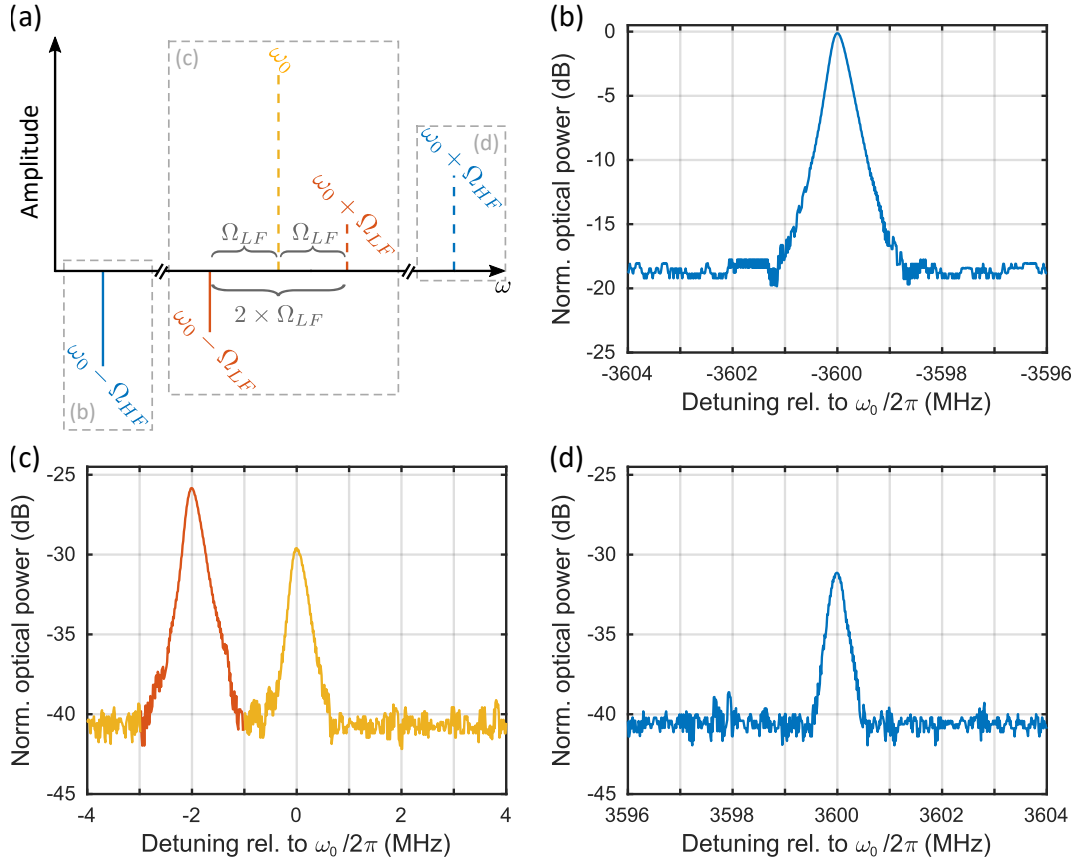 (a)
Amplitude
(c)
ω₀
(d)
ω₀ + Ω_HF
ω₀ + Ω_LF
Ω_LF
Ω_LF
ω
2 × Ω_LF
ω₀ − Ω_LF
ω₀ − Ω_HF
(b)
(b)
Norm. optical power (dB)
0
-5
-10
-15
-20
-25
-3604 -3602 -3600 -3598 -3596
Detuning rel. to ω₀/2π (MHz)
(c)
Norm. optical power (dB)
-25
-30
-35
-40
-45
-4 -2 0 2 4
Detuning rel. to ω₀/2π (MHz)
(d)
Norm. optical power (dB)
-25
-30
-35
-40
-45
3596 3598 3600 3602 3604
Detuning rel. to ω₀/2π (MHz)